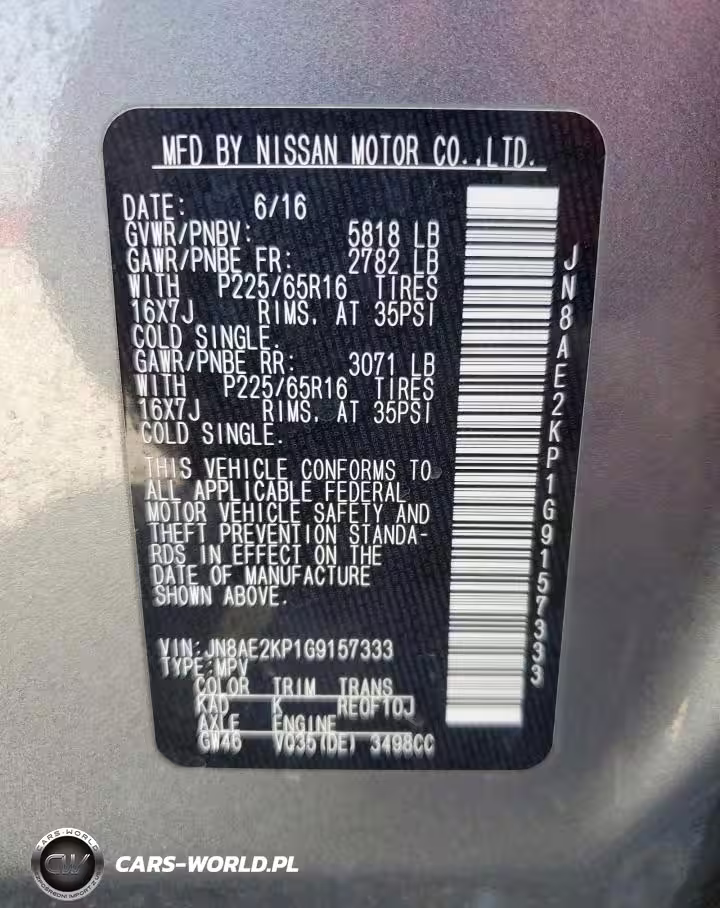 MFD BY NISSAN MOTOR CO.,LTD.
DATE: 6/16
GVWR/PNBV: 5818 LB
GAWR/PNBE FR: 2782 LB
WITH P225/65R16 TIRES
16X7J RIMS, AT 35PSI
COLD SINGLE.
GAWR/PNBE RR: 3071 LB
WITH P225/65R16 TIRES
16X7J RIMS, AT 35PSI
COLD SINGLE.
THIS VEHICLE CONFORMS TO
ALL APPLICABLE FEDERAL
MOTOR VEHICLE SAFETY AND
THEFT PREVENTION STANDA-
RDS IN EFFECT ON THE
DATE OF MANUFACTURE
SHOWN ABOVE.
VIN:JN8AE2KP1G9157333
TYPE:MPV
COLOR TRIM TRANS
KAD K RE0F10J
AXLE ENGINE
GW46 VQ35(DE) 3498CC
JN8AE2KP1G9157333
CARS-WORLD
CW
CARS-WORLD.PL